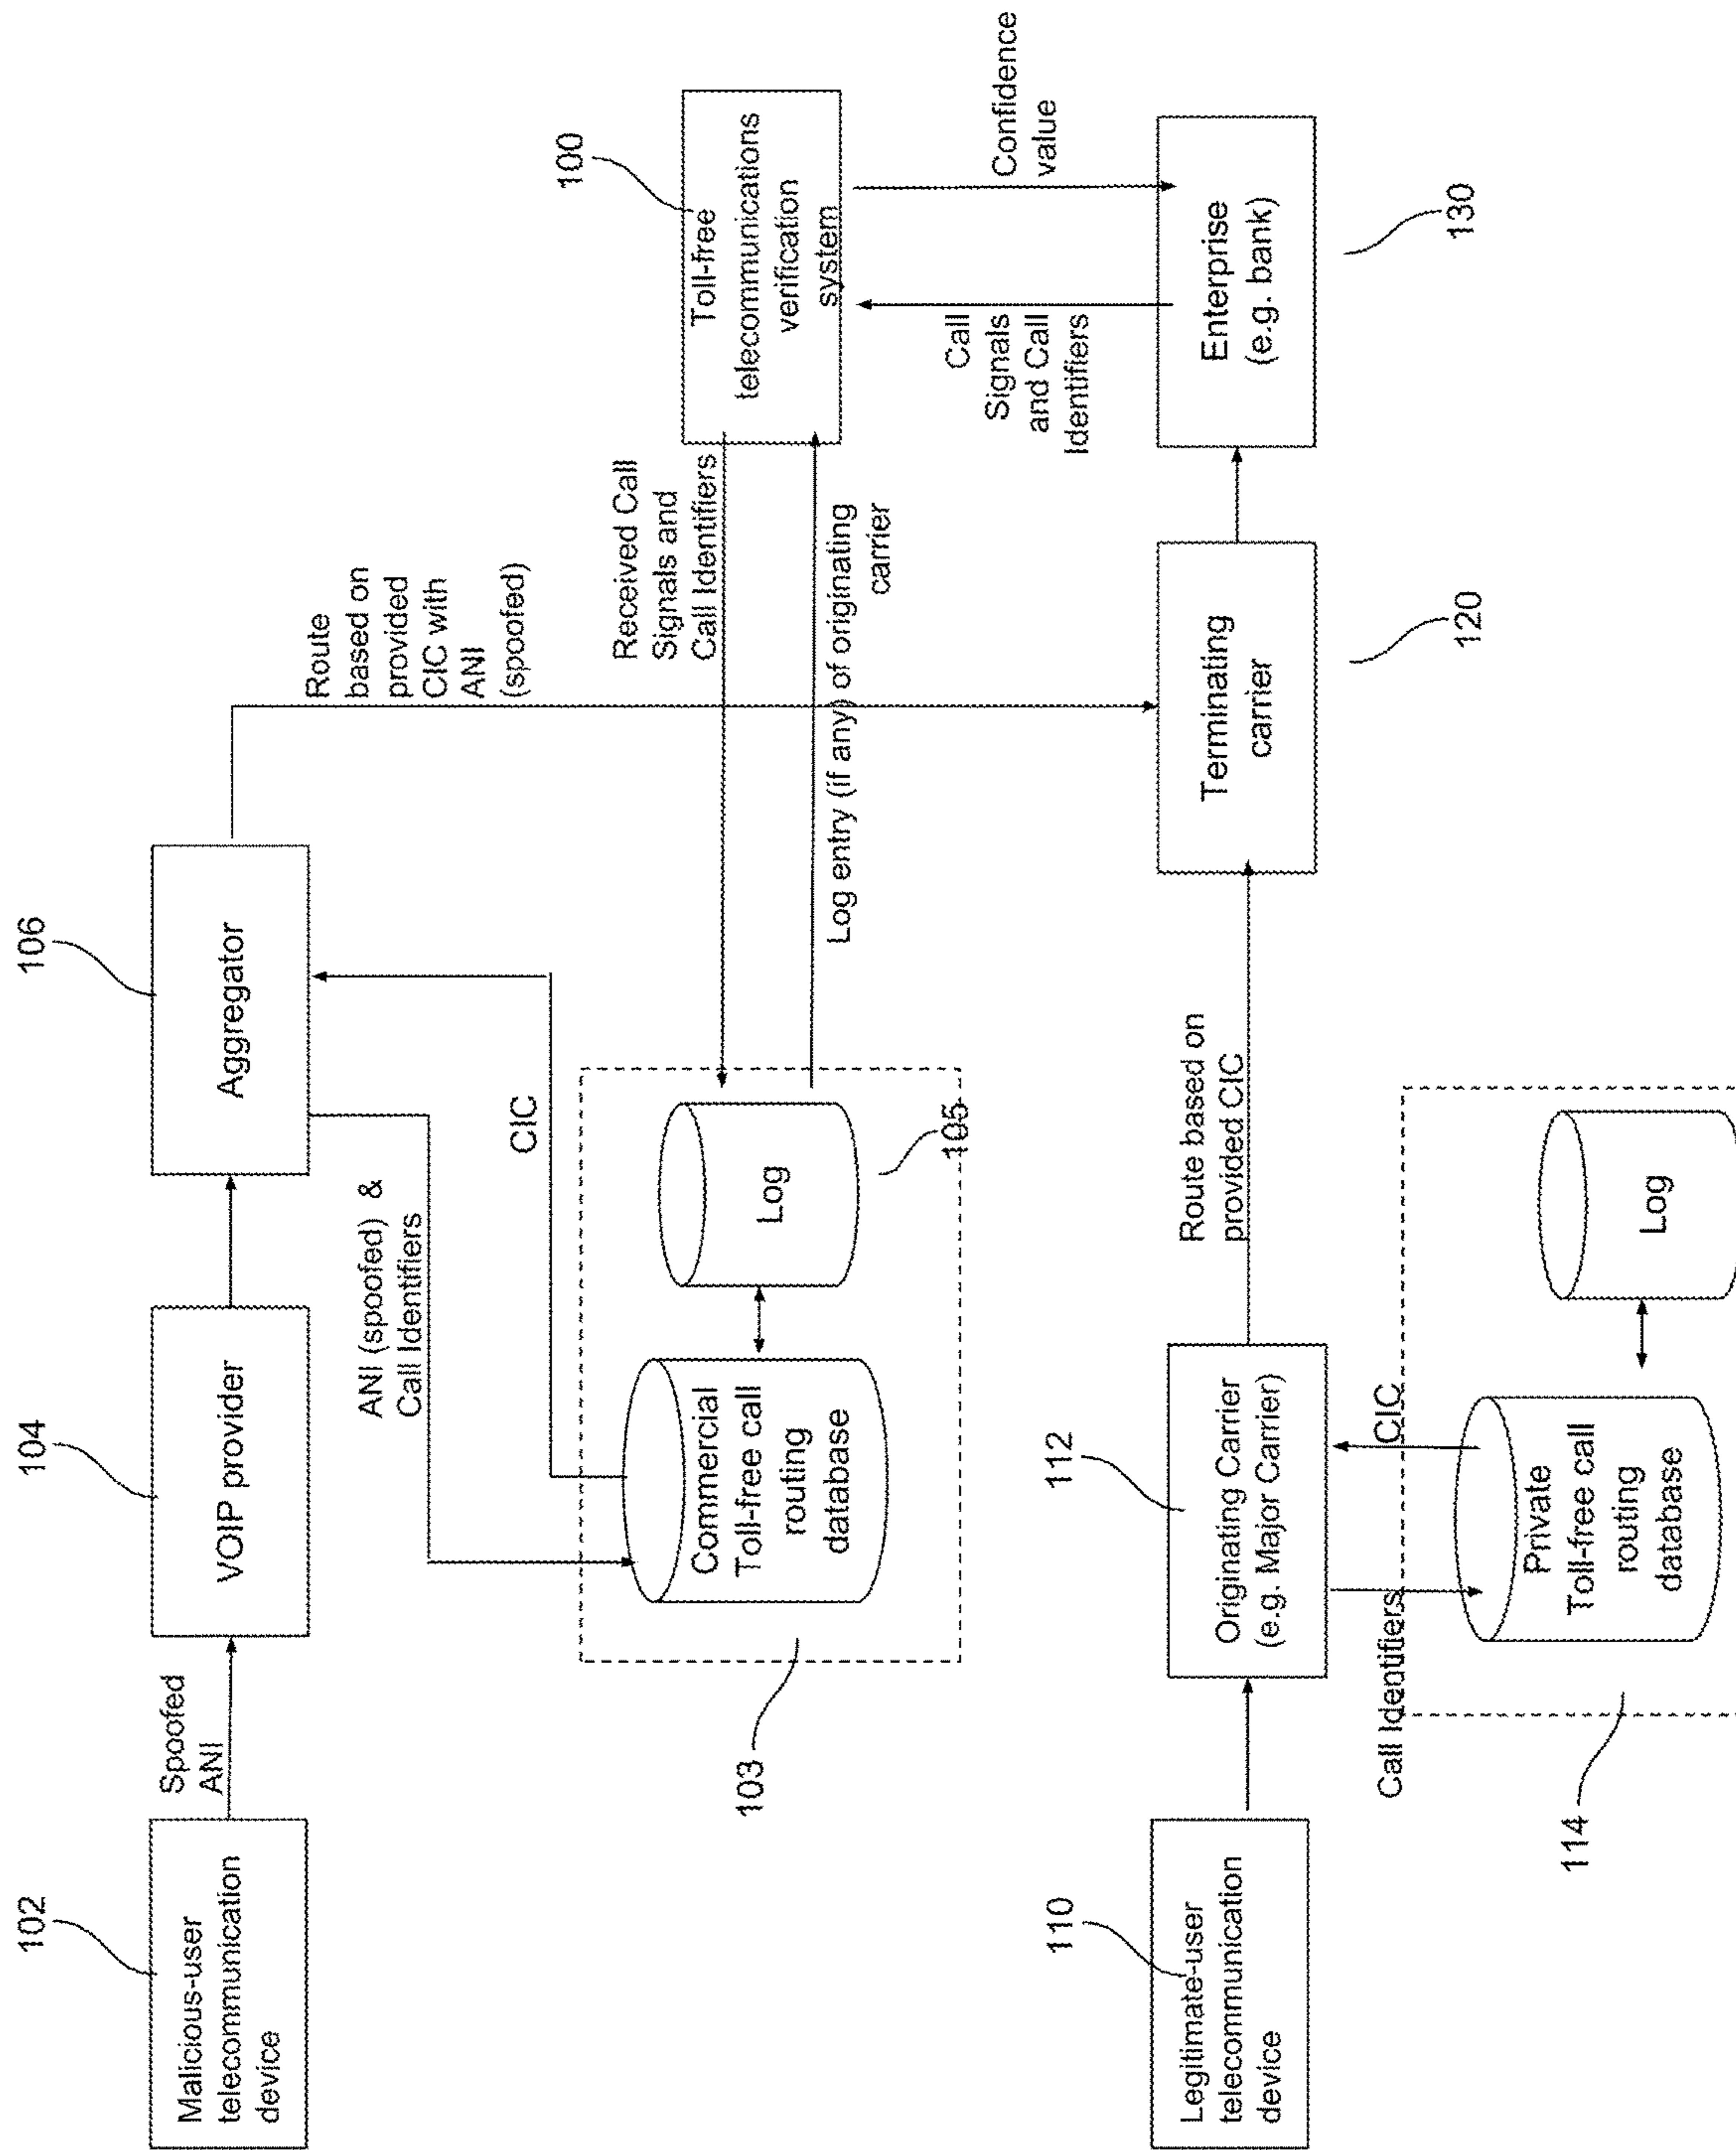 102
Malicious-user
telecommunication
device
Spoofed
ANI
104
VOIP provider
106
Aggregator
ANI (spoofed) &
Call Identifiers
CIC
Route
based on
provided
CIC with
ANI
(spoofed)
103
Commercial
Toll-free call
routing
database
Log
105
Received Call
Signals and
Call Identifiers
Log entry (if any) of originating
carrier
100
Toll-free
telecommunications
verification
system
Call
Signals
and Call
Identifiers
Confidence
value
110
Legitimate-user
telecommunication
device
112
Originating Carrier
(e.g. Major Carrier)
Route based on
provided CIC
Terminating
carrier
120
Enterprise
(e.g. bank)
130
Call Identifiers
CIC
114
Private
Toll-free call
routing
database
Log